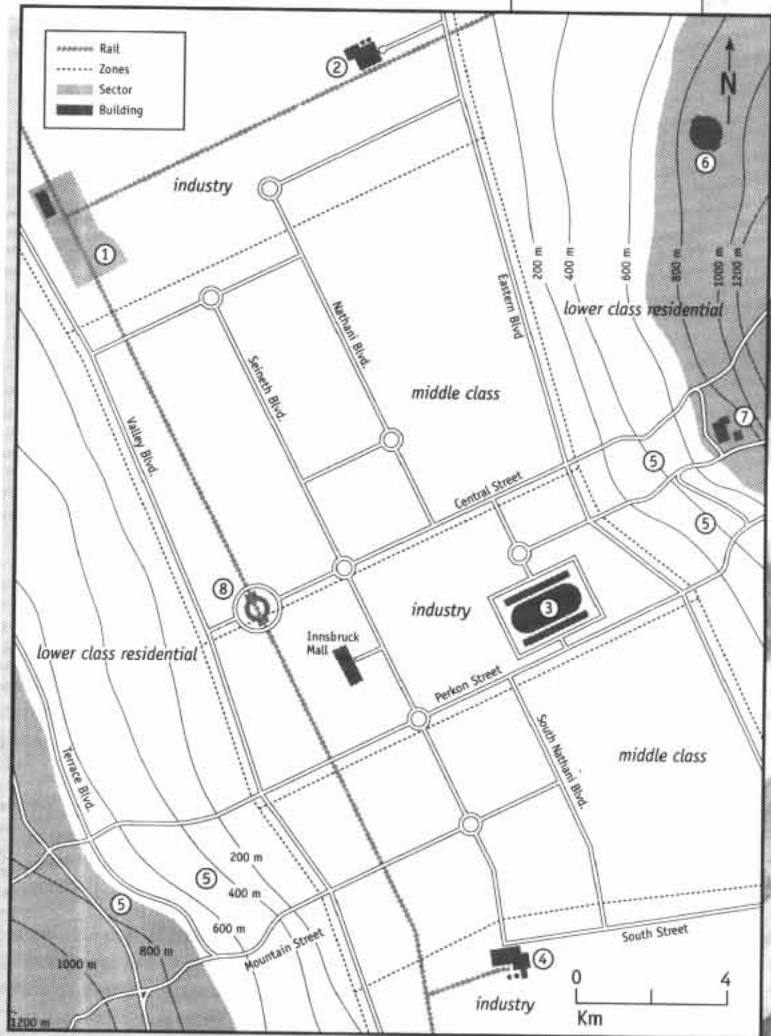 Rail
Zones
Sector
Building
2
N
6
industry
1
200 m
400 m
600 m
800 m
1000 m
1200 m
Eastern Blvd
lower class residential
Nathani Blvd.
Seineth Blvd.
middle class
Valley Blvd.
7
5
Central Street
5
8
industry
3
Innsbruck
Mall
lower class residential
Perkon Street
South Nathani Blvd.
middle class
Terrace Blvd.
200 m
5
400 m
5
600 m
800 m
1000 m
Mountain Street
South Street
4
0
4
industry
Km
1200 m